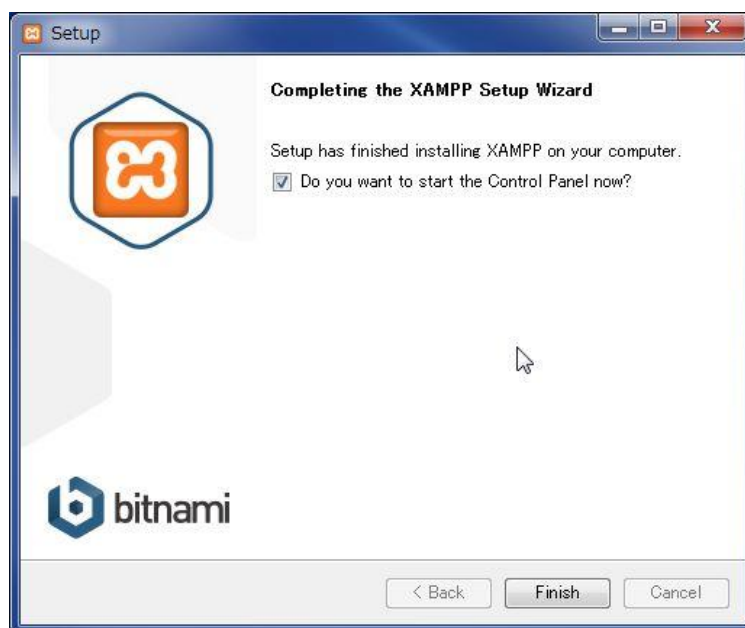 Setup
Completing the XAMPP Setup Wizard
Setup has finished installing XAMPP on your computer.
Do you want to start the Control Panel now?
bitnami
< Back
Finish
Cancel